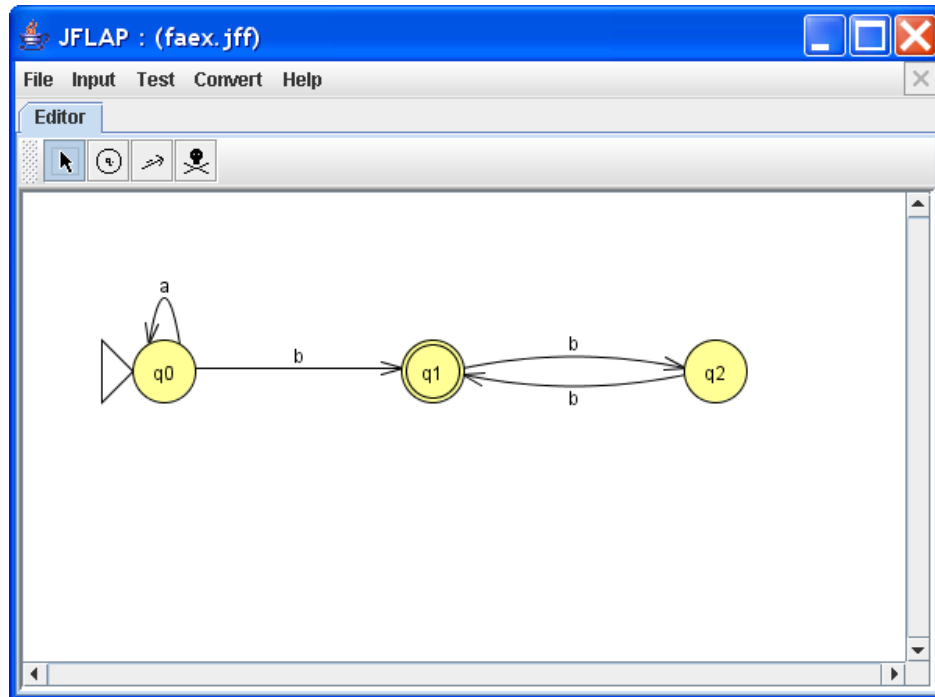 JFLAP : (faex.jff)
File Input Test Convert Help
Editor
q
a
b
b
q0
q1
q2
b